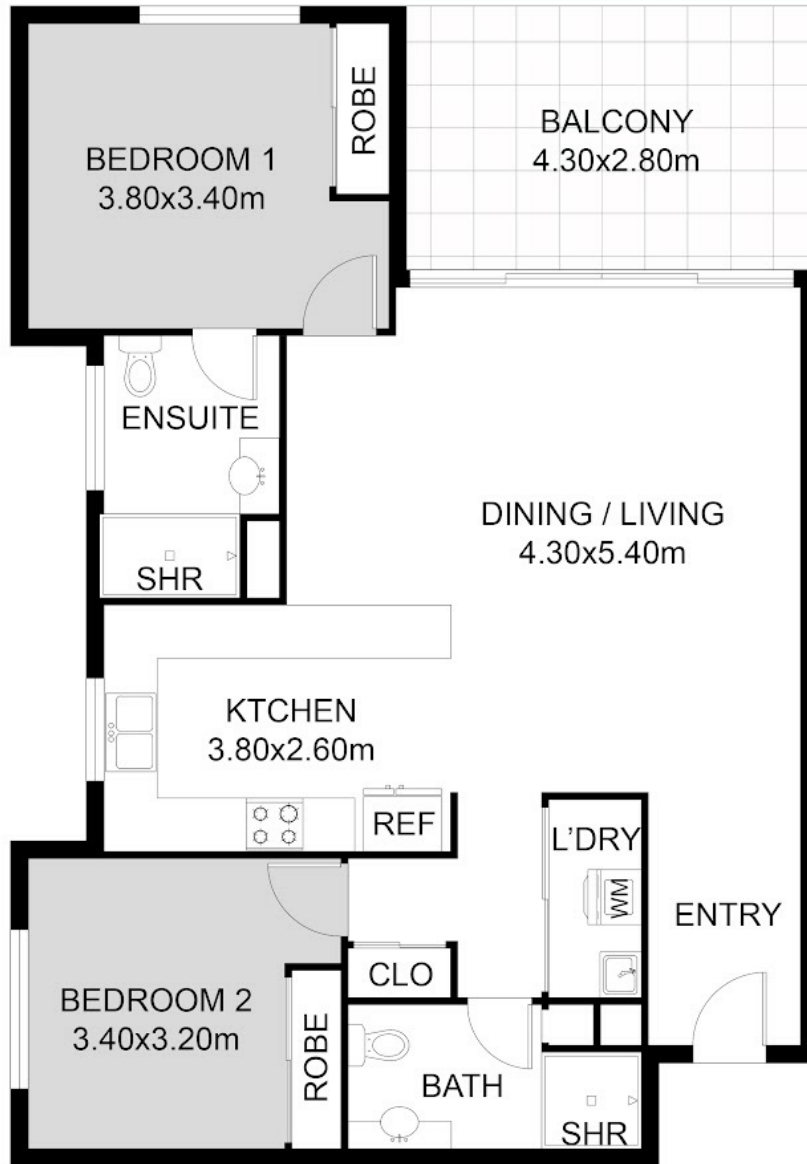 BEDROOM 1
3.80x3.40m
ROBE
BALCONY
4.30x2.80m
ENSUITE
SHR
DINING / LIVING
4.30x5.40m
KTCHEN
3.80x2.60m
REF
L'DRY
WM
ENTRY
CLO
BEDROOM 2
3.40x3.20m
ROBE
BATH
SHR